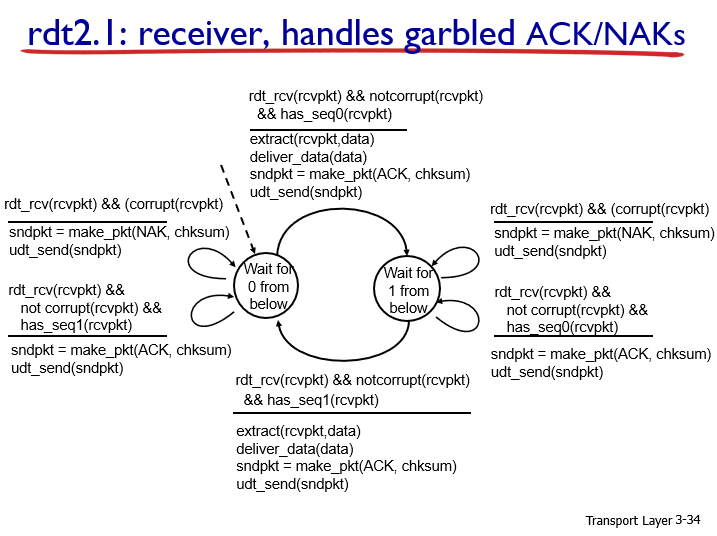 rdt2.1: receiver, handles garbled ACK/NAKs
rdt_rcv(rcvpkt) && notcorrupt(rcvpkt)
&& has_seq0(rcvpkt)
extract(rcvpkt,data)
deliver_data(data)
sndpkt = make_pkt(ACK, chksum)
udt_send(sndpkt)
rdt_rcv(rcvpkt) && (corrupt(rcvpkt)
sndpkt = make_pkt(NAK, chksum)
udt_send(sndpkt)
rdt_rcv(rcvpkt) &&
not corrupt(rcvpkt) &&
has_seq1(rcvpkt)
sndpkt = make_pkt(ACK, chksum)
udt_send(sndpkt)
Wait for
0 from
below
Wait for
1 from
below
rdt_rcv(rcvpkt) && (corrupt(rcvpkt)
sndpkt = make_pkt(NAK, chksum)
udt_send(sndpkt)
rdt_rcv(rcvpkt) &&
not corrupt(rcvpkt) &&
has_seq0(rcvpkt)
sndpkt = make_pkt(ACK, chksum)
udt_send(sndpkt)
rdt_rcv(rcvpkt) && notcorrupt(rcvpkt)
&& has_seq1(rcvpkt)
extract(rcvpkt,data)
deliver_data(data)
sndpkt = make_pkt(ACK, chksum)
udt_send(sndpkt)
Transport Layer 3-34